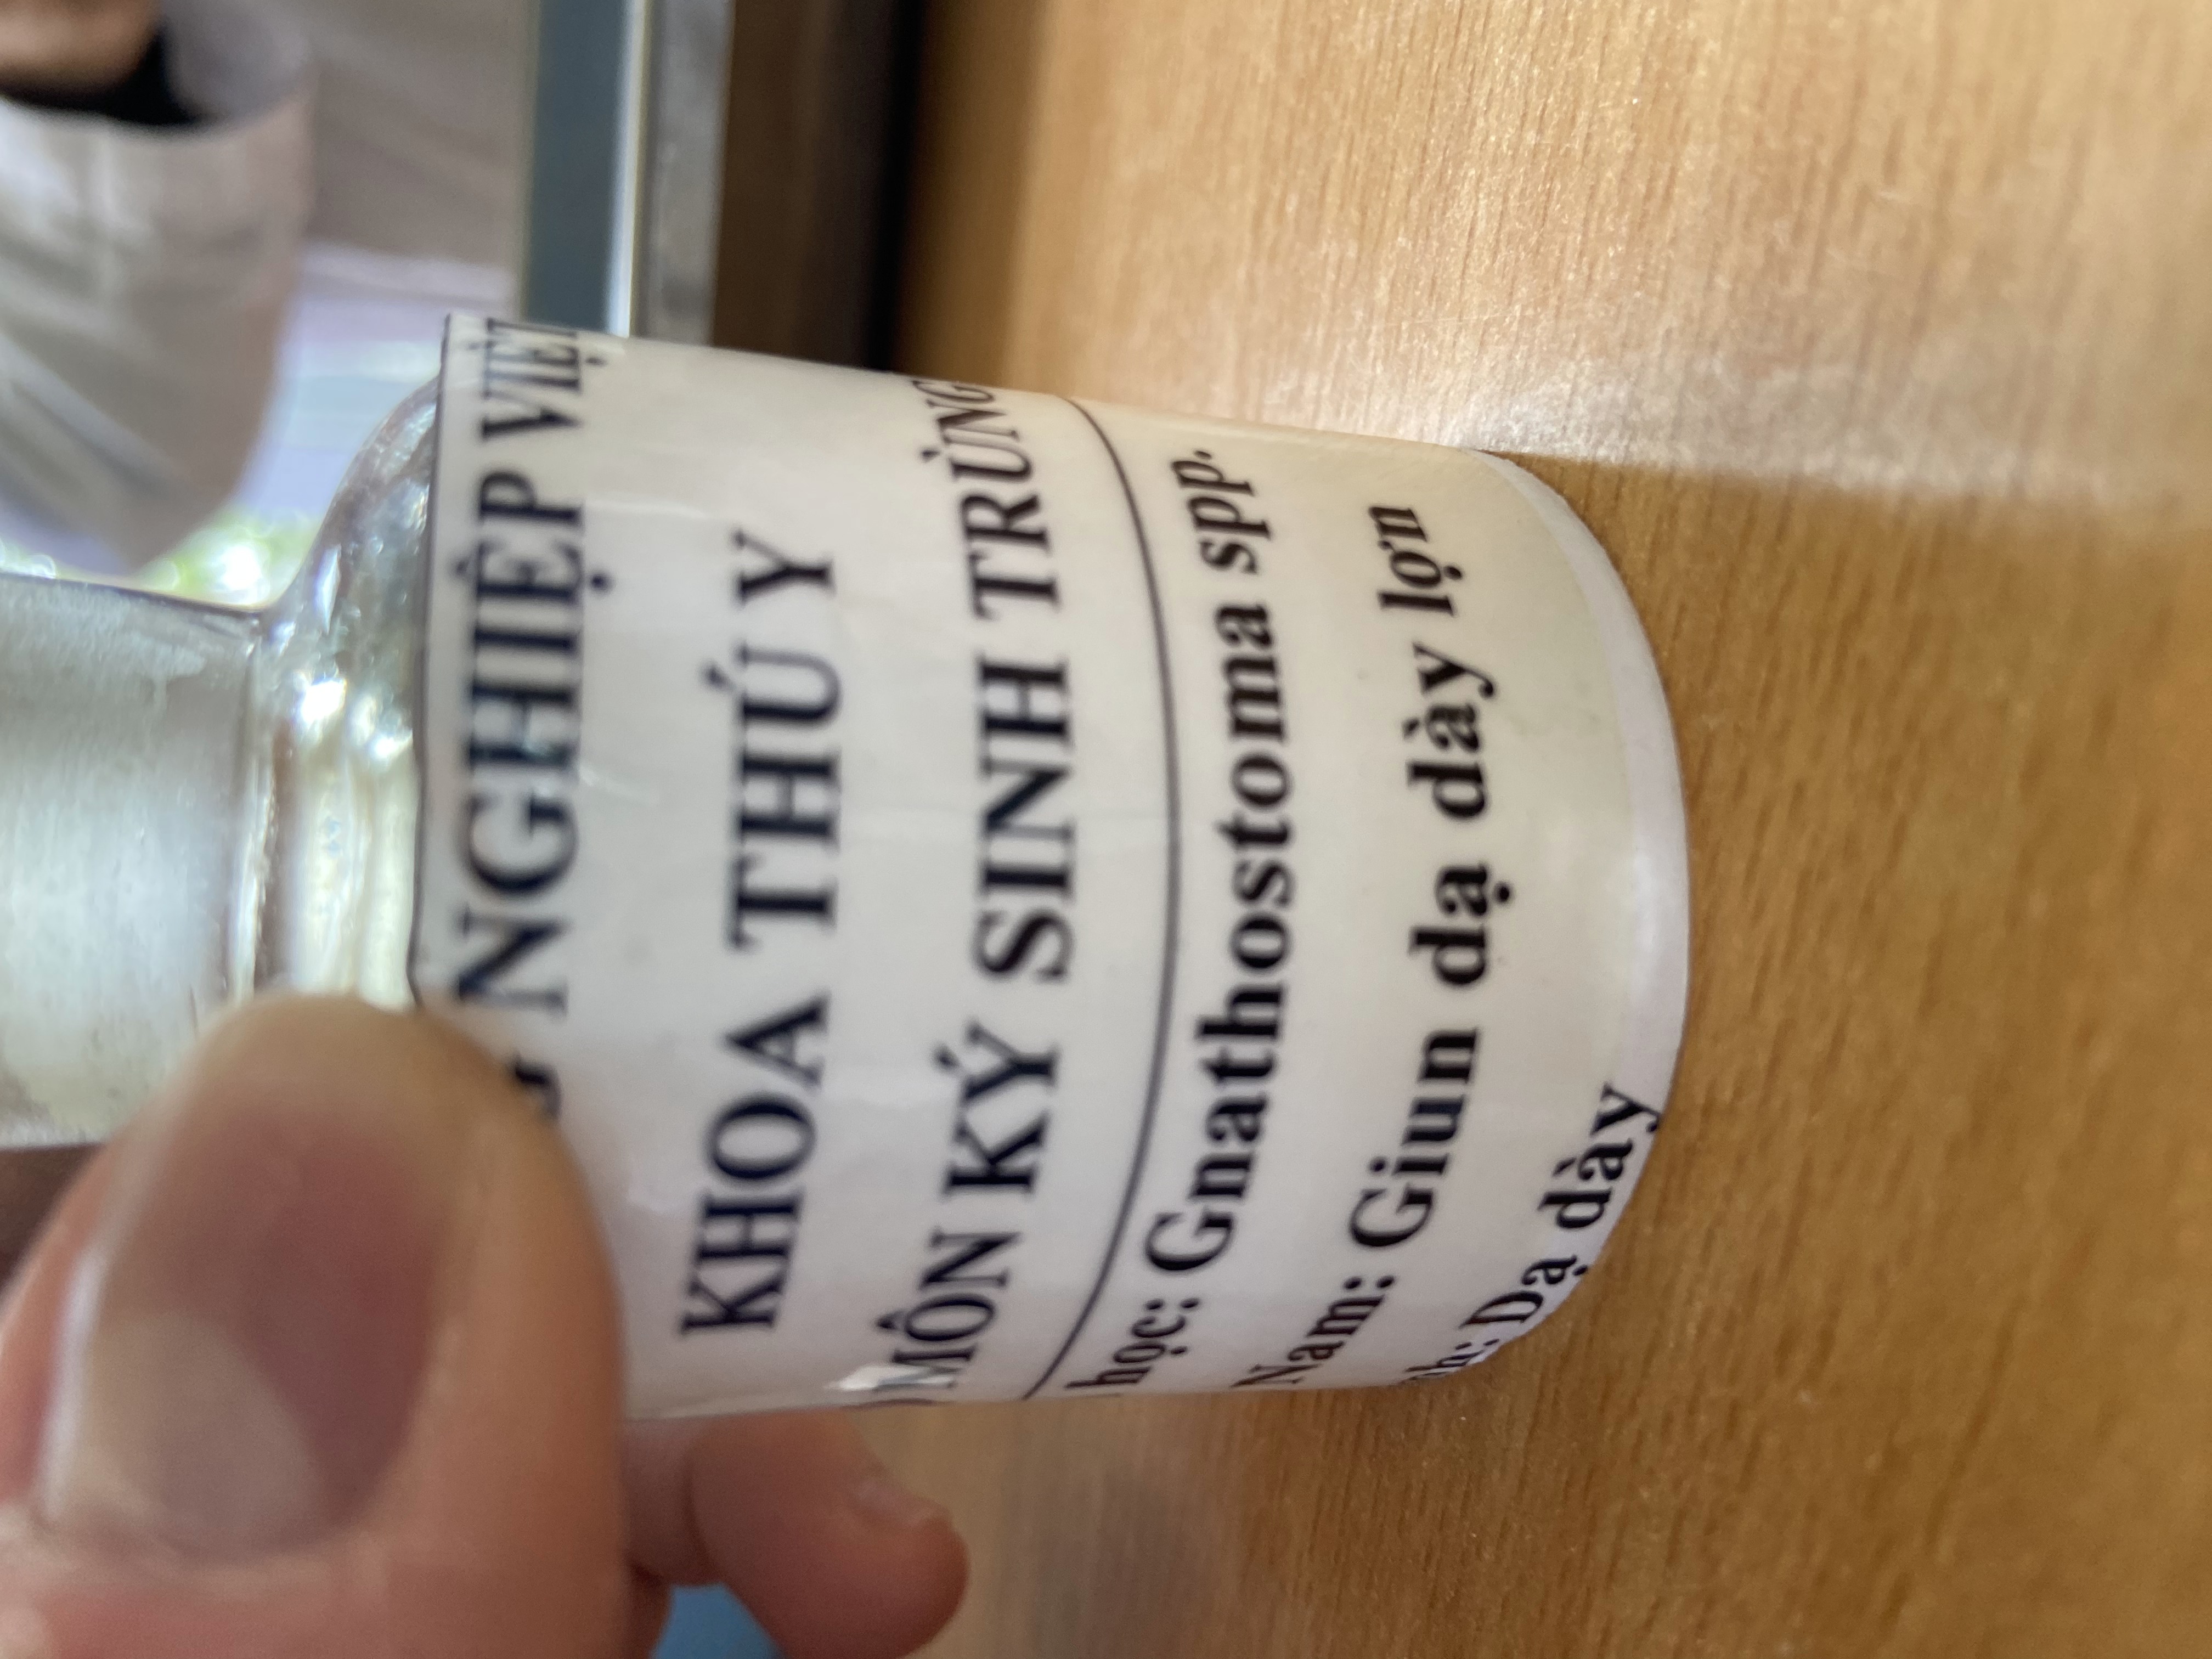 NGHIỆP VIỆT
KHOA THÚ Y
MÔN KÝ SINH TRÙNG
học: Gnathostoma spp.
Nam: Giun dạ dày lợn
Dạ dày